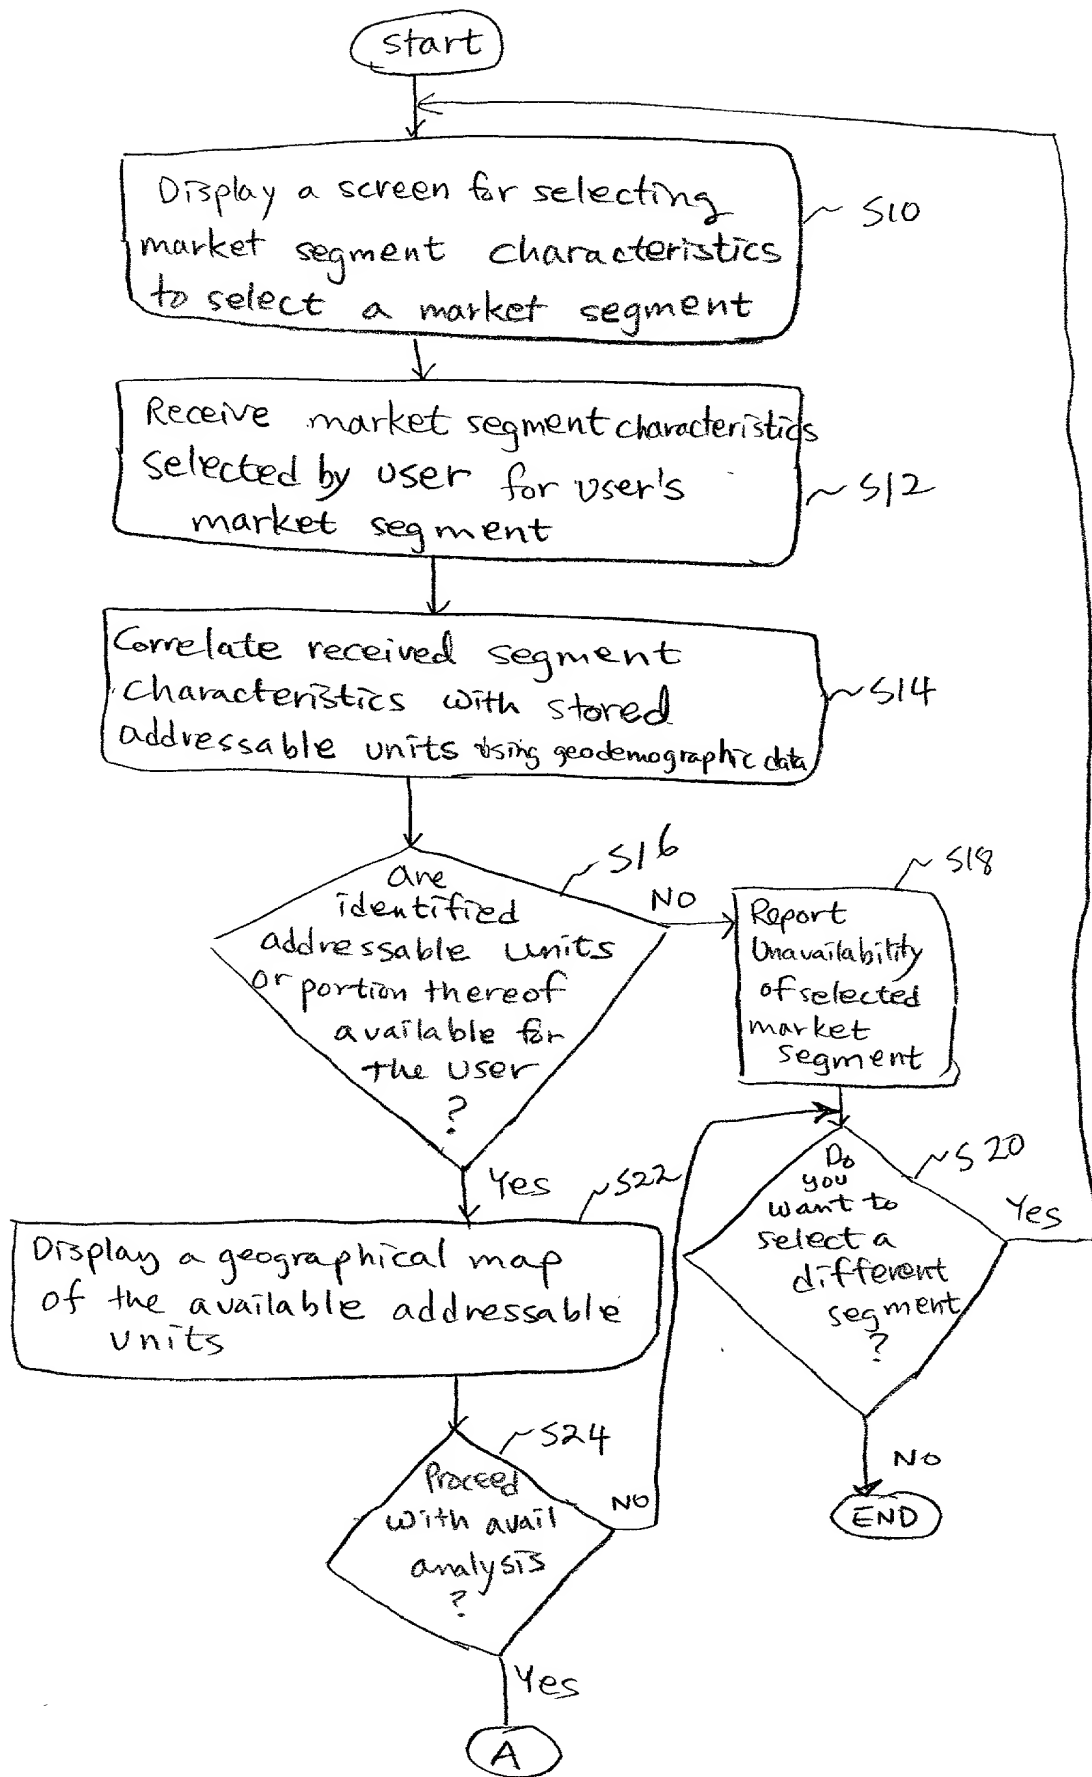 Start
Display a screen for selecting
market segment characteristics
to select a market segment
S10
Receive market segment characteristics
selected by user for user's
market segment
S12
Correlate received segment
characteristics with stored
addressable units using geodemographic data
S14
are
identified
addressable units
or portion thereof
available for
the user
?
S16
NO
Report
Unavailability
of selected
market
segment
S18
Yes
Do
you
want to
select a
different
segment
?
S20
Yes
NO
END
Display a geographical map
of the available addressable
units
S22
Proceed
with avail
analysis
?
S24
NO
Yes
A